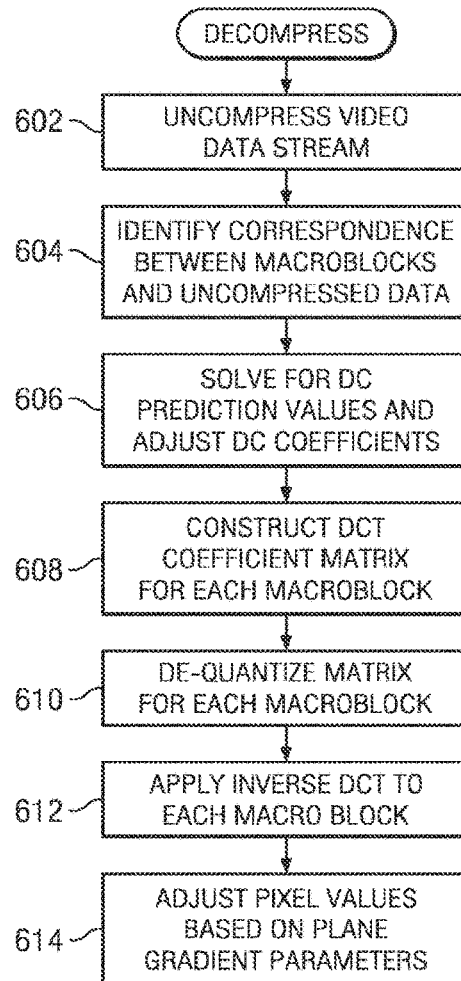 DECOMPRESS
602
UNCOMPRESS VIDEO
DATA STREAM
604
IDENTIFY CORRESPONDENCE
BETWEEN MACROBLOCKS
AND UNCOMPRESSED DATA
606
SOLVE FOR DC
PREDICTION VALUES AND
ADJUST DC COEFFICIENTS
608
CONSTRUCT DCT
COEFFICIENT MATRIX
FOR EACH MACROBLOCK
610
DE-QUANTIZE MATRIX
FOR EACH MACROBLOCK
612
APPLY INVERSE DCT TO
EACH MACRO BLOCK
614
ADJUST PIXEL VALUES
BASED ON PLANE
GRADIENT PARAMETERS